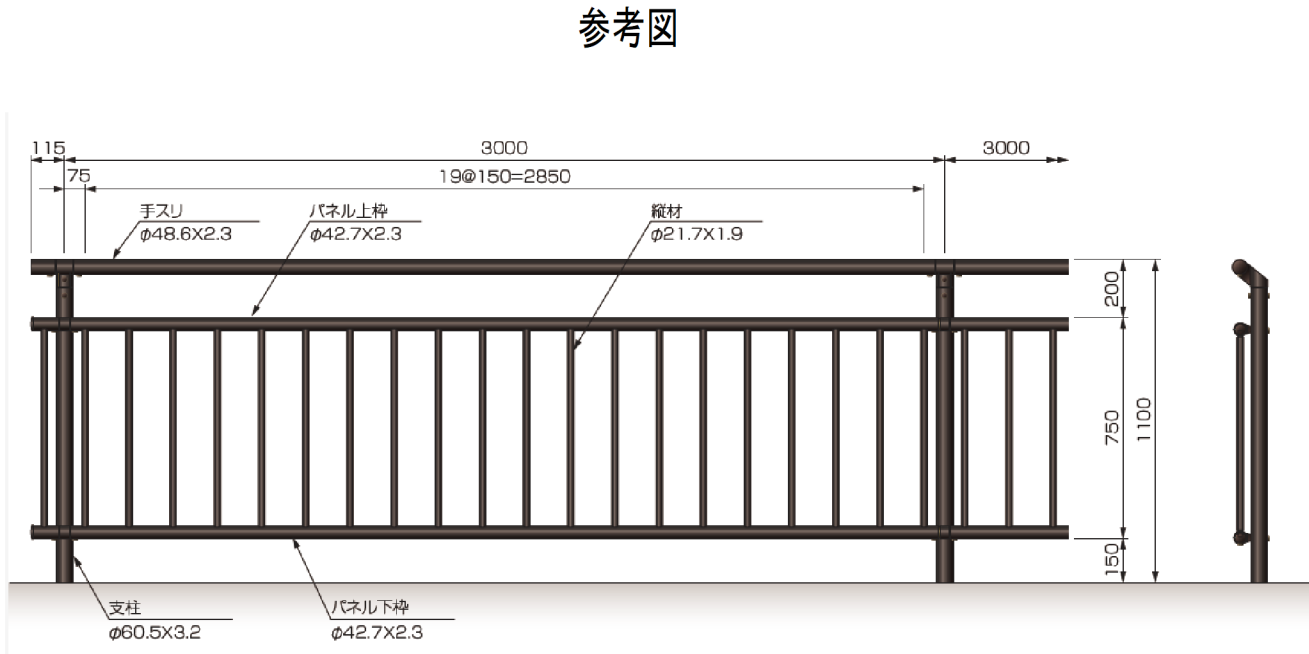 参考図
115
3000
3000
75
19@150=2850
手スリ
φ48.6X2.3
パネル上枠
φ42.7X2.3
縦材
φ21.7X1.9
200
750
1100
150
支柱
φ60.5X3.2
パネル下枠
φ42.7X2.3